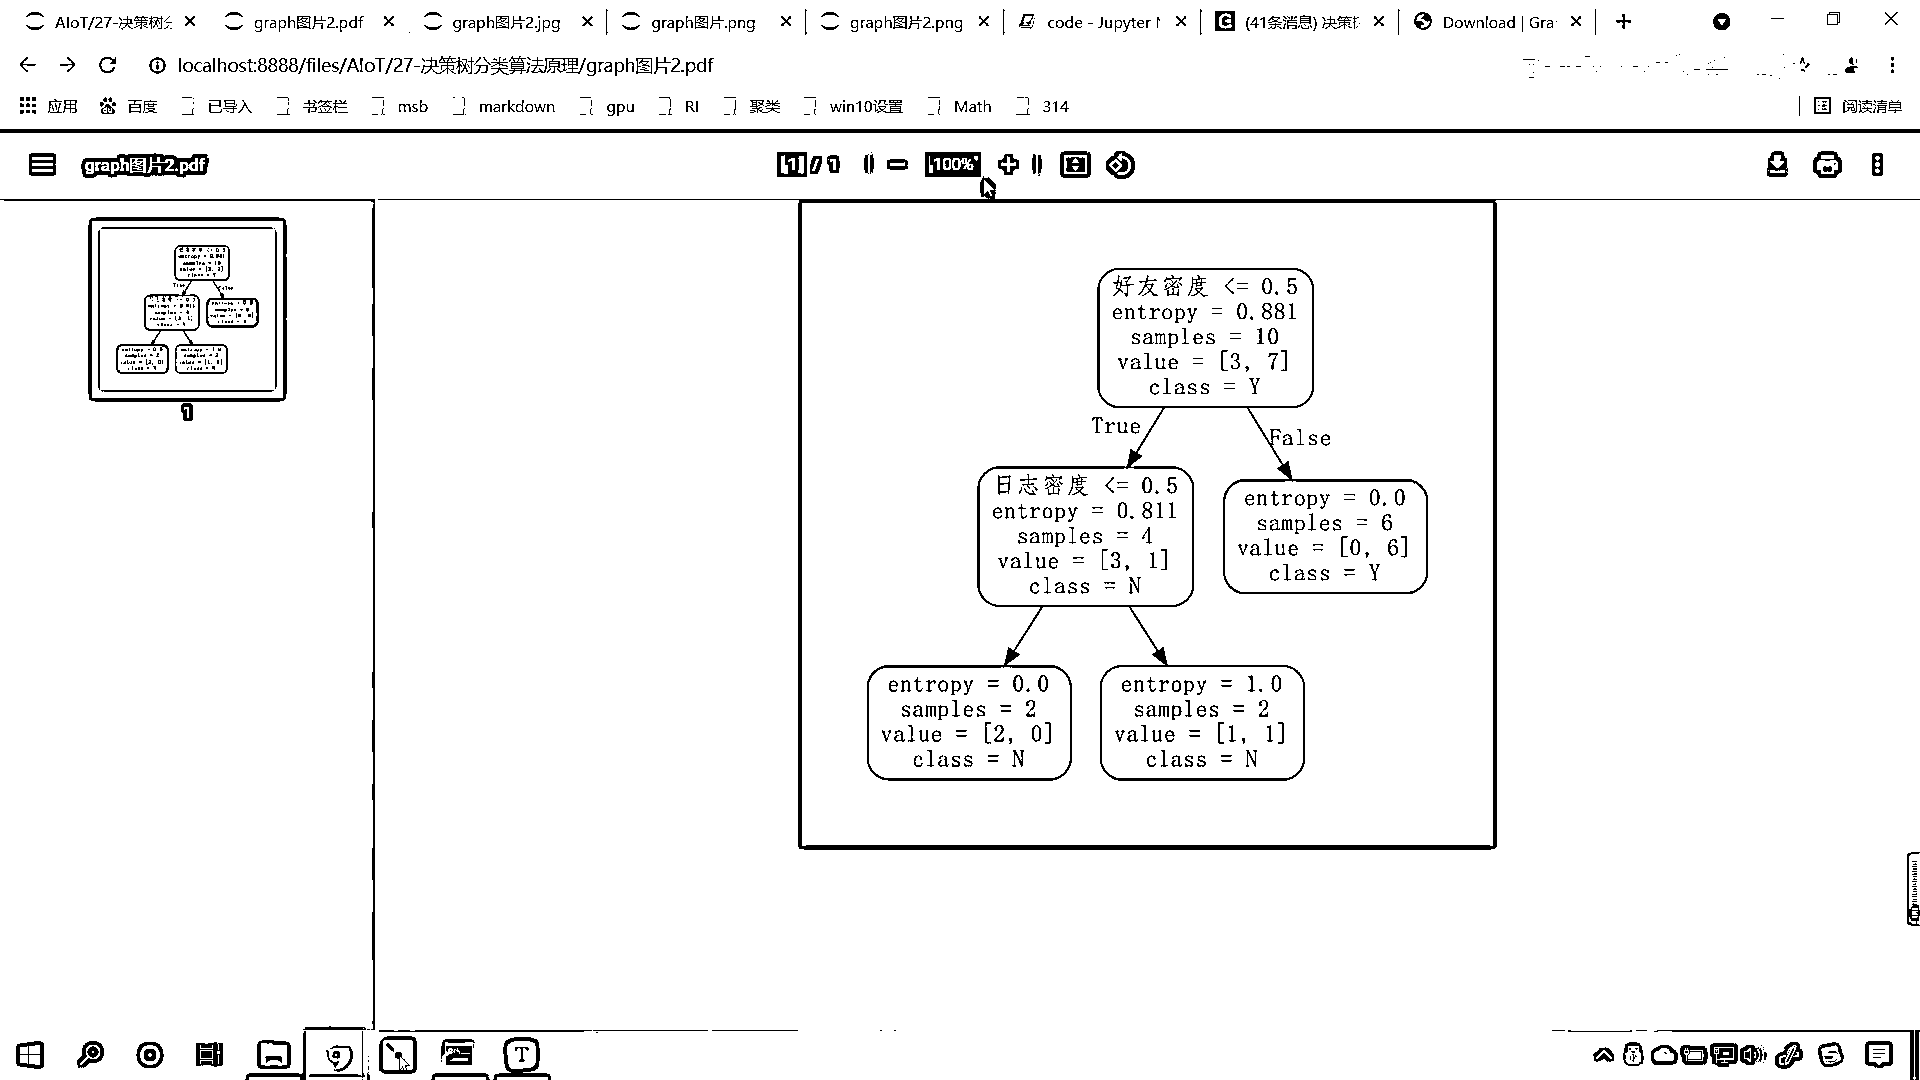 AIoT/27-决策树分
graph图片2.pdf
graph图片2.jpg
graph图片.png
graph图片2.png
code - Jupyter N
(41条消息) 决策树
Download | Gra
localhost:8888/files/AIoT/27-决策树分类算法原理/graph图片2.pdf
应用
百度
已导入
书签栏
msb
markdown
gpu
RI
聚类
win10设置
Math
314
阅读清单
graph图片2.pdf
1 / 1
100%
好友密度 <= 0.5
entropy = 0.881
samples = 10
value = [3, 7]
class = Y
True
False
日志密度 <= 0.5
entropy = 0.811
samples = 4
value = [3, 1]
class = N
entropy = 0.0
samples = 6
value = [0, 6]
class = Y
entropy = 0.0
samples = 2
value = [2, 0]
class = N
entropy = 1.0
samples = 2
value = [1, 1]
class = N
1